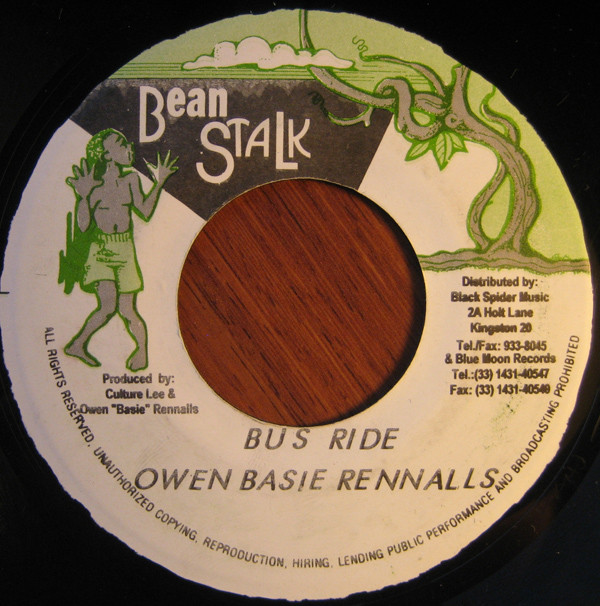 Bean
STALK
Distributed by:
Black Spider Music
2A Holt Lane
Kingston 20
Tel./Fax: 933-8045
& Blue Moon Records
Tel.:(33) 1431-40547
Fax: (33) 1431-40549
Produced by:
Culture Lee &
Owen "Basie" Rennalls
BUS RIDE
OWEN BASIE RENNALLS
ALL RIGHTS RESERVED, UNAUTHORIZED COPYING, REPRODUCTION, HIRING, LENDING PUBLIC PERFORMANCE AND BROADCASTING PROHIBITED